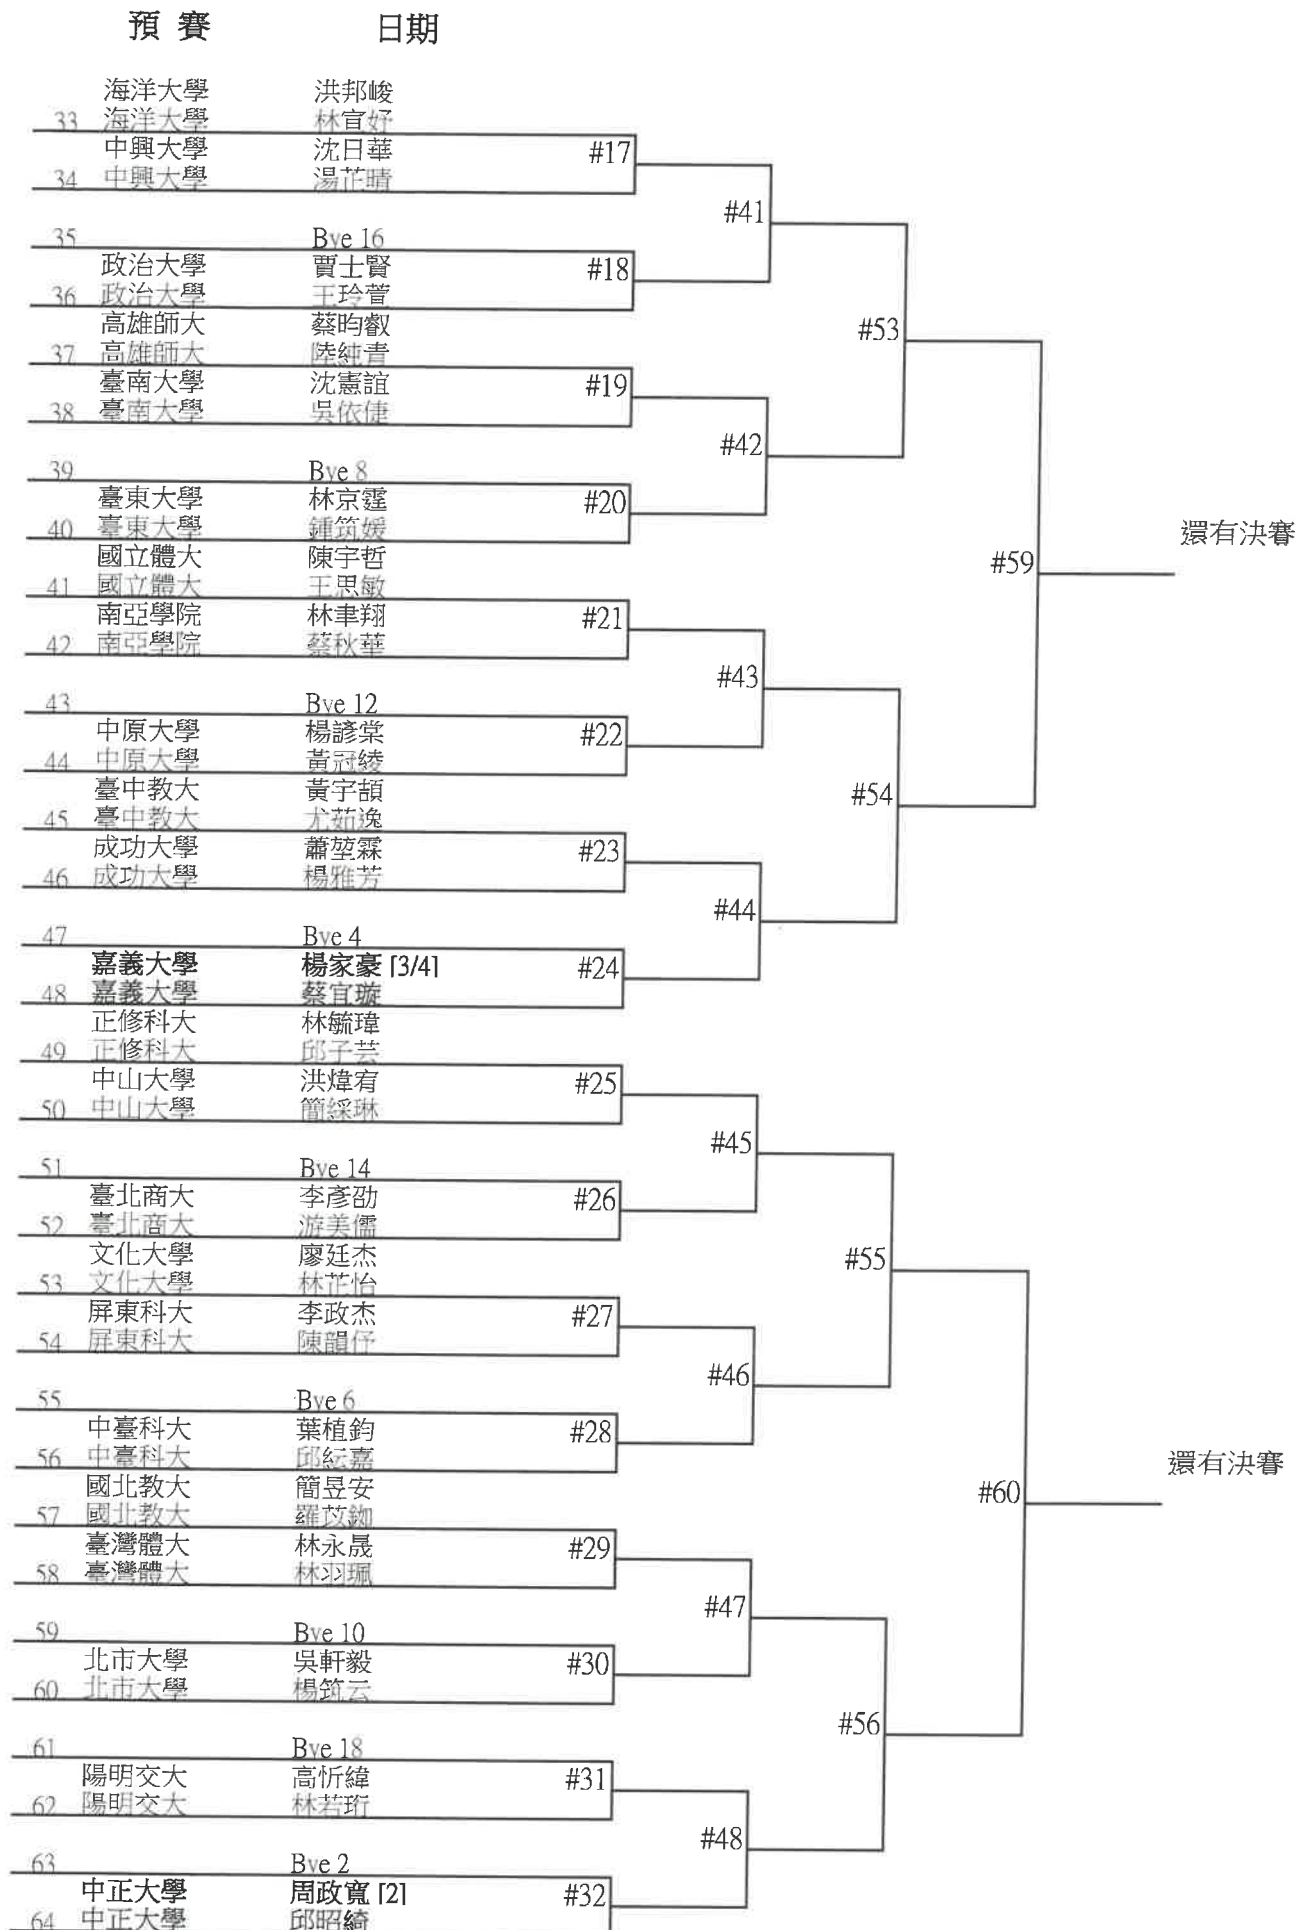 預 賽 日期
海洋大學 洪邦峻
33 海洋大學 林宣妤
中興大學 沈日華 #17
34 中興大學 湯芷晴
#41
35 Bye 16
政治大學 賈士賢 #18
36 政治大學 王玲萱
高雄師大 蔡昀叡 #53
37 高雄師大 陸純青
臺南大學 沈憲誼 #19
38 臺南大學 吳依倢
#42
39 Bye 8
臺東大學 林京霆 #20
40 臺東大學 鍾筑媛 還有決賽
國立體大 陳宇哲 #59
41 國立體大 王思敏
南亞學院 林聿翔 #21
42 南亞學院 蔡秋華
#43
43 Bye 12
中原大學 楊諺棠 #22
44 中原大學 黃冠綾
臺中教大 黃宇頡 #54
45 臺中教大 尤茹逸
成功大學 蕭堃霖 #23
46 成功大學 楊雅芳
#44
47 Bye 4
嘉義大學 楊家豪 [3/4] #24
48 嘉義大學 蔡宜璇
正修科大 林毓瑋
49 正修科大 邱子芸
中山大學 洪煒宥 #25
50 中山大學 簡綵琳
#45
51 Bye 14
臺北商大 李彥劭 #26
52 臺北商大 游美儒
文化大學 廖廷杰 #55
53 文化大學 林芷怡
屏東科大 李政杰 #27
54 屏東科大 陳韻伃
#46
55 Bye 6
中臺科大 葉植鈞 #28
56 中臺科大 邱紜嘉 還有決賽
國北教大 簡昱安 #60
57 國北教大 羅苡鉫
臺灣體大 林永晟 #29
58 臺灣體大 林羽珮
#47
59 Bye 10
北市大學 吳軒毅 #30
60 北市大學 楊筑云
#56
61 Bye 18
陽明交大 高忻緯 #31
62 陽明交大 林若珩
#48
63 Bye 2
中正大學 周政寬 [2] #32
64 中正大學 邱昭綺